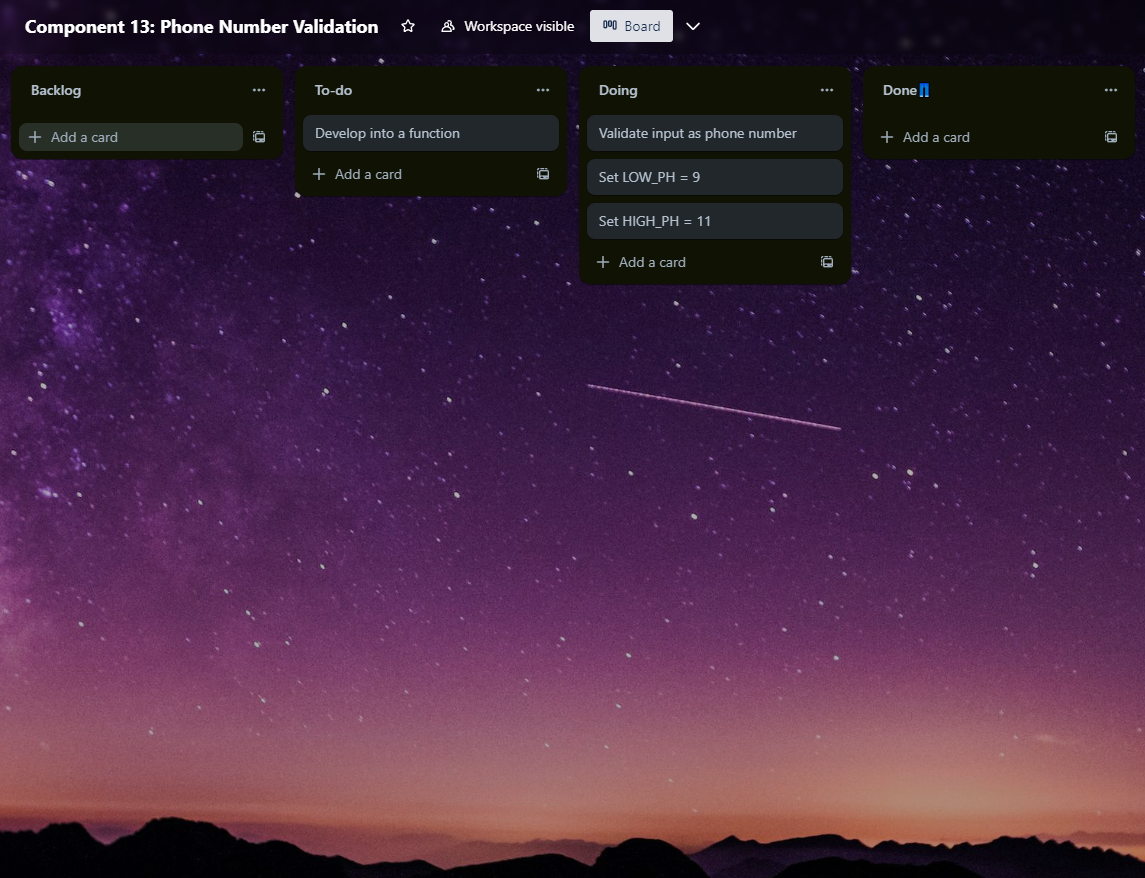 Component 13: Phone Number Validation
Workspace visible
Board
Backlog
Add a card
To-do
Develop into a function
Add a card
Doing
Validate input as phone number
Set LOW_PH = 9
Set HIGH_PH = 11
Add a card
Done
Add a card